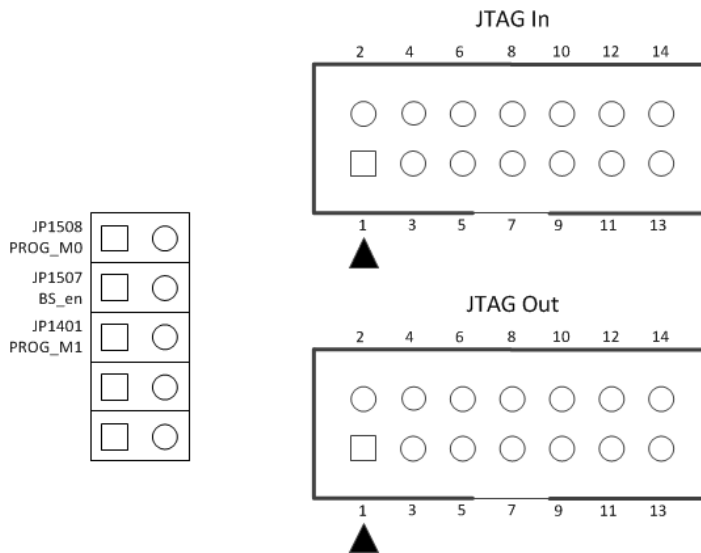 JTAG In
2 4 6 8 10 12 14
1 3 5 7 9 11 13
JP1508
PROG_M0
JP1507
BS_en
JP1401
PROG_M1
JTAG Out
2 4 6 8 10 12 14
1 3 5 7 9 11 13